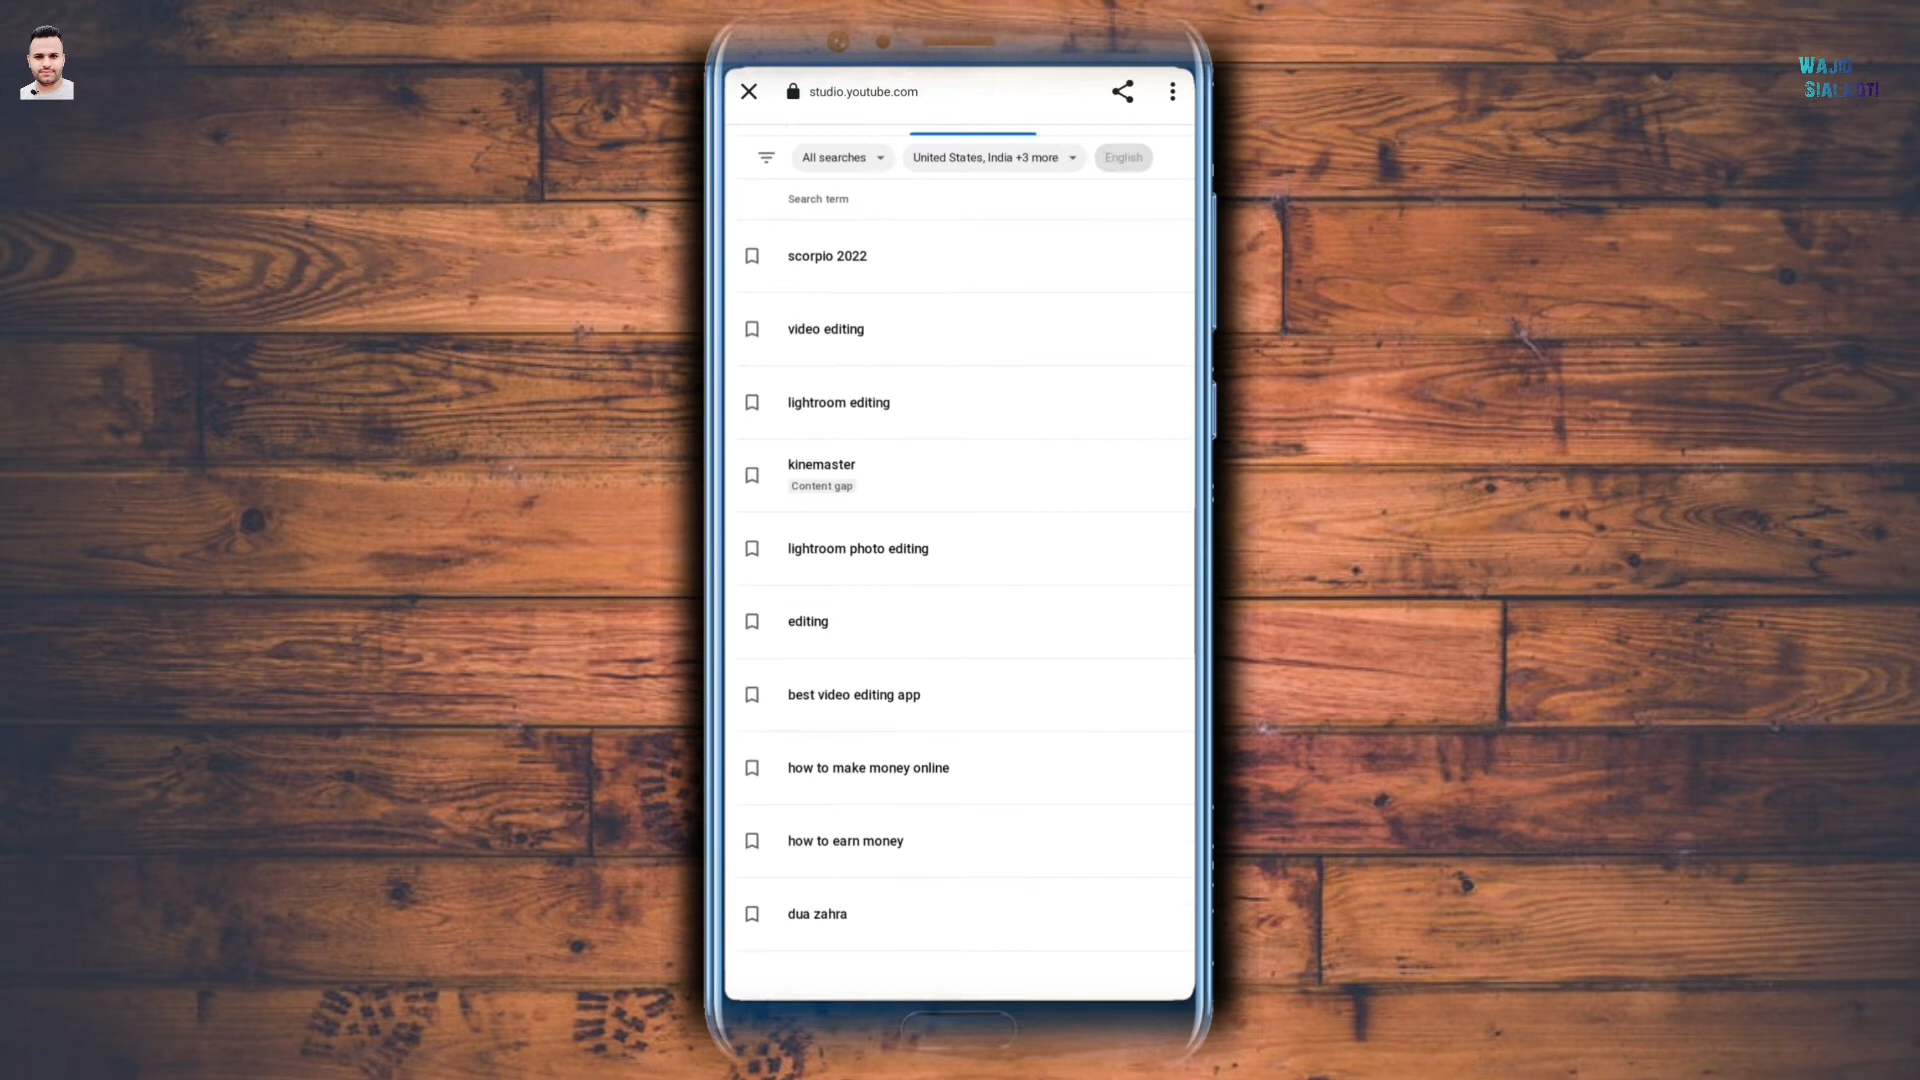 WAJID
SIALKOTI
studio.youtube.com
All searches
United States, India +3 more
English
Search term
scorpio 2022
video editing
lightroom editing
kinemaster
Content gap
lightroom photo editing
editing
best video editing app
how to make money online
how to earn money
dua zahra